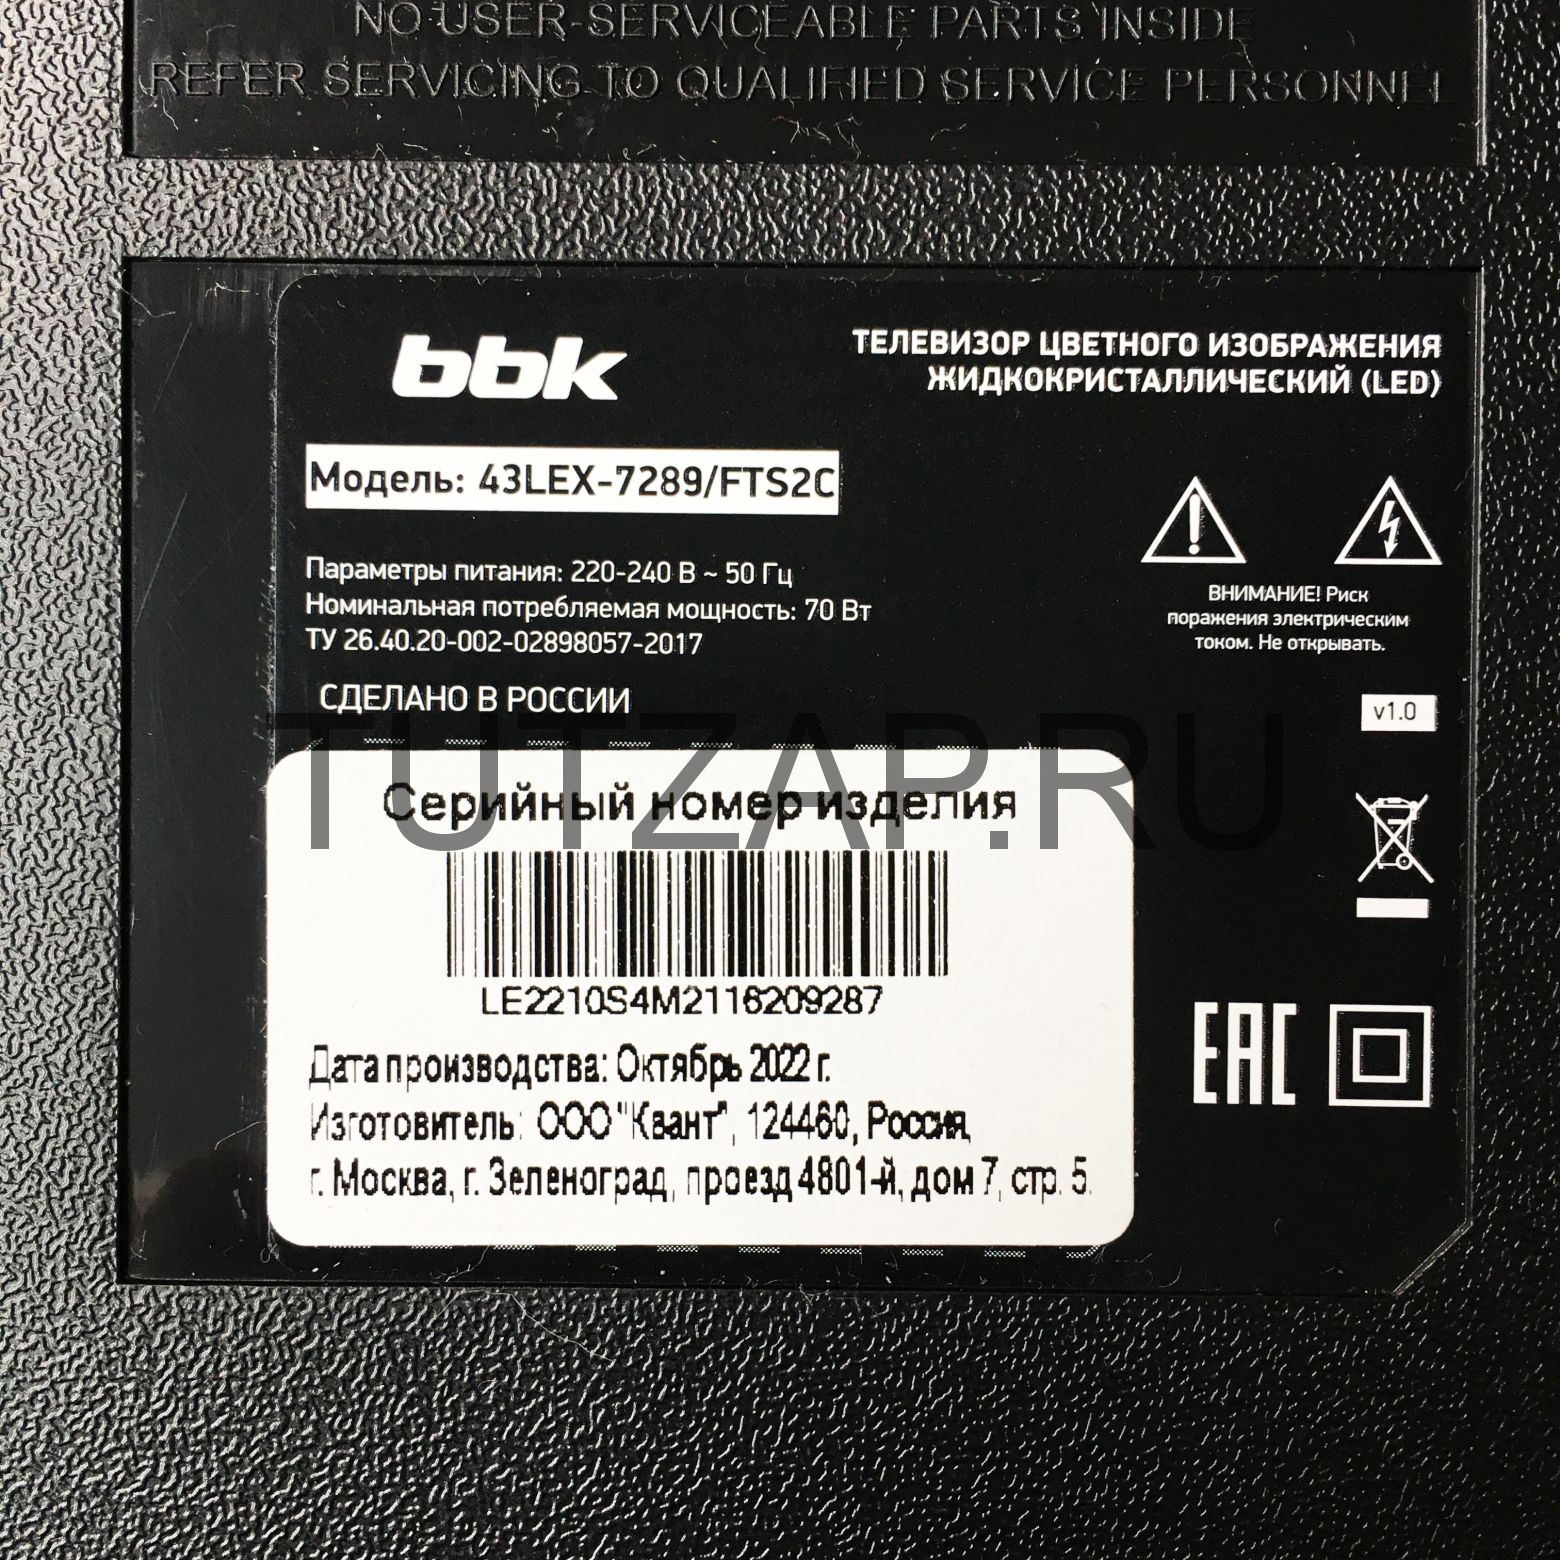 NO USER-SERVICEABLE PARTS INSIDE
REFER SERVICING TO QUALIFIED SERVICE PERSONNEL
bbk
ТЕЛЕВИЗОР ЦВЕТНОГО ИЗОБРАЖЕНИЯ
ЖИДКОКРИСТАЛЛИЧЕСКИЙ (LED)
Модель: 43LEX-7289/FTS2C
Параметры питания: 220-240 В ~ 50 Гц
Номинальная потребляемая мощность: 70 Вт
ТУ 26.40.20-002-02898057-2017
СДЕЛАНО В РОССИИ
ВНИМАНИЕ! Риск
поражения электрическим
током. Не открывать.
v1.0
TUTZAP.RU
Серийный номер изделия
LE2210S4M2116209287
Дата производства: Октябрь 2022 г.
Изготовитель: ООО "Квант", 124460, Россия,
г. Москва, г. Зеленоград, проезд 4801-й, дом 7, стр. 5.
EAC